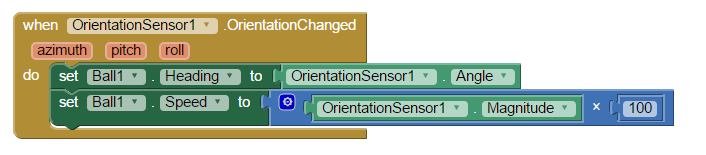 when OrientationSensor1 .OrientationChanged
azimuth pitch roll
do set Ball1 . Heading to OrientationSensor1 . Angle
set Ball1 . Speed to OrientationSensor1 . Magnitude × 100